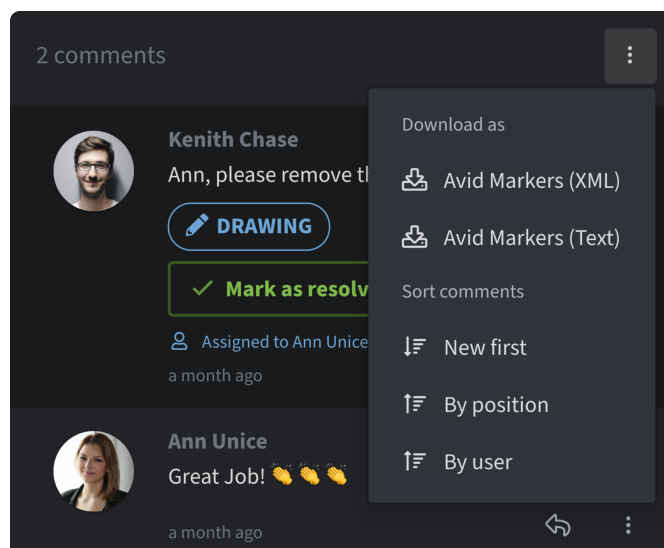 2 comments
Download as
Avid Markers (XML)
Avid Markers (Text)
Sort comments
New first
By position
By user
Kenith Chase
Ann, please remove
DRAWING
Mark as
Assigned to Ann Unice
a month ago
Ann Unice
Great Job! 👏 👏 👏
a month ago